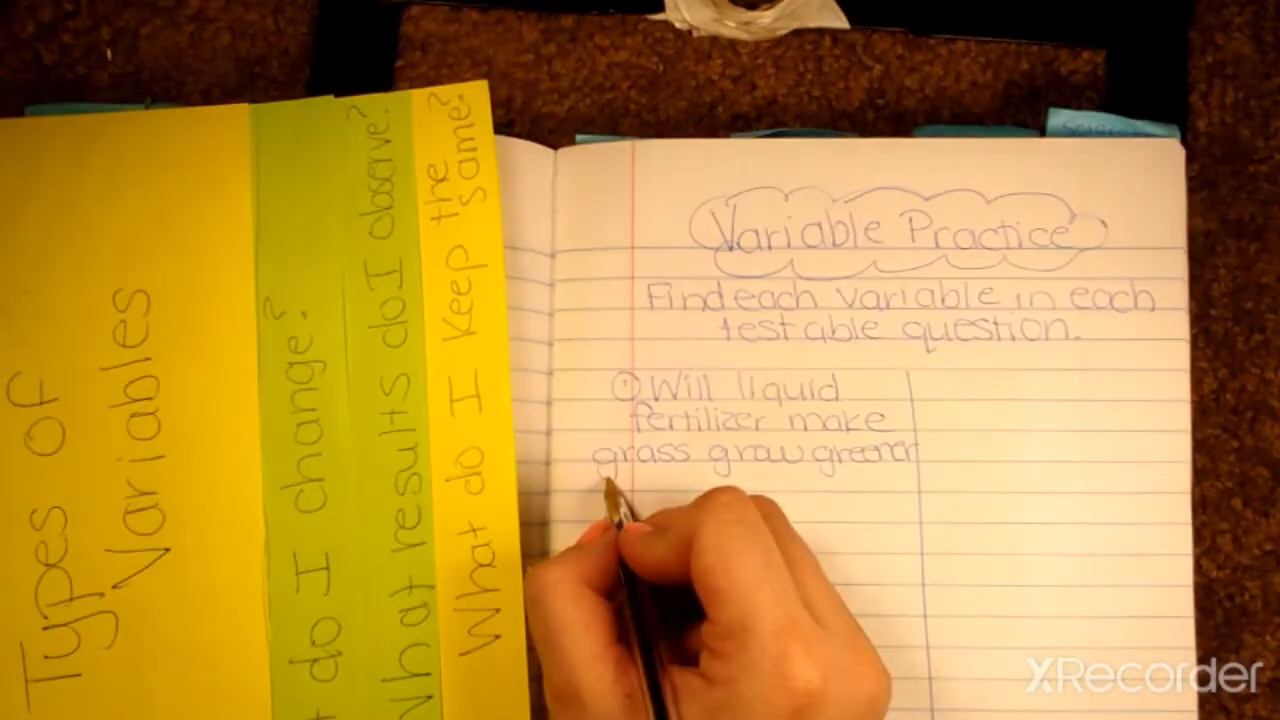 Types of
Variables
t do I change?
What results do I observe?
What do I keep the
same?
Variable Practice
Find each variable in each
testable question.
① Will liquid
fertilizer make
grass grow greener
XRecorder